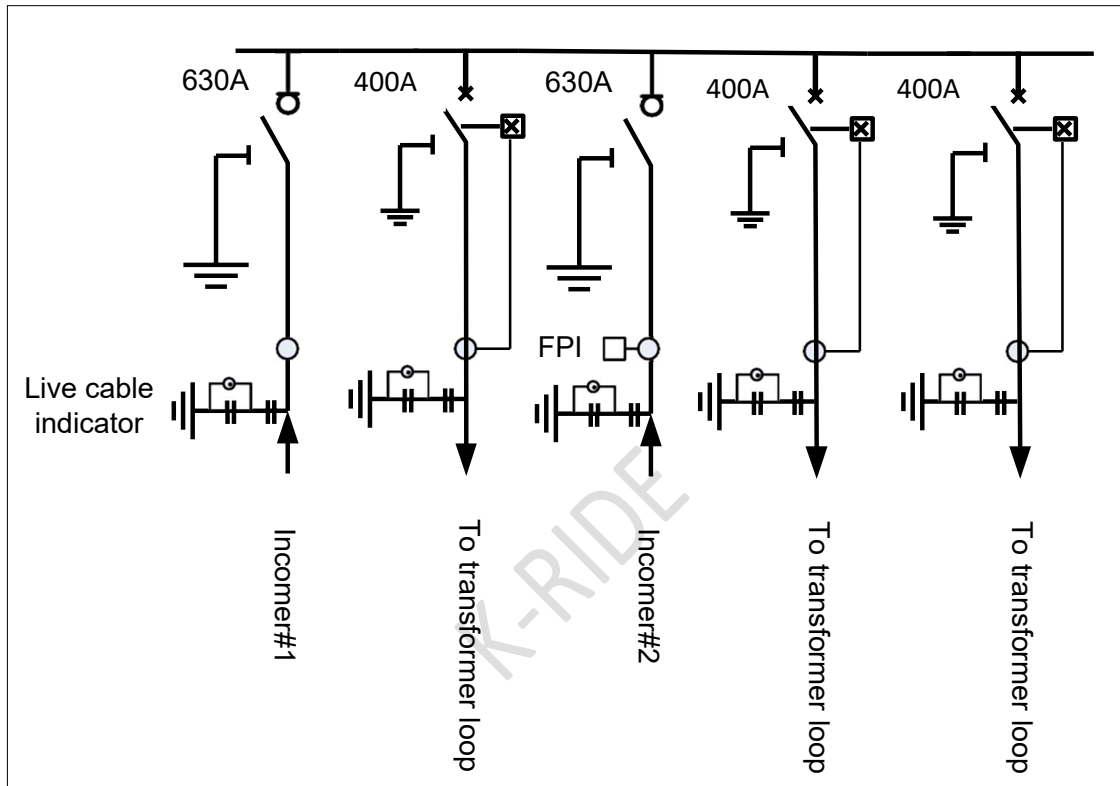 630A
400A
630A
400A
400A
FPI
Live cable
indicator
Incomer#1
To transformer loop
Incomer#2
To transformer loop
To transformer loop
K-RIDE